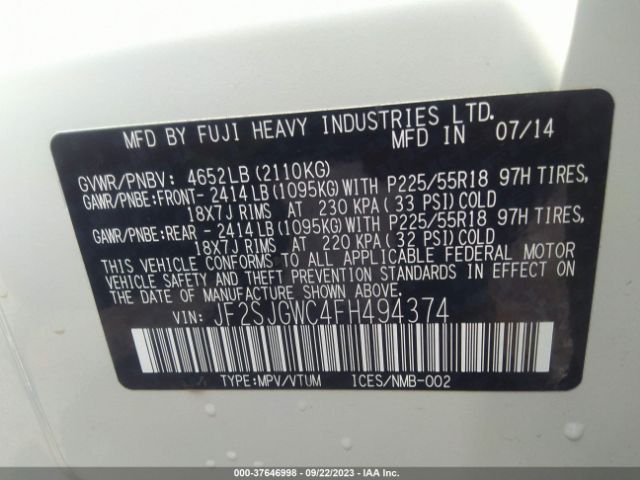 MFD BY FUJI HEAVY INDUSTRIES LTD.
MFD IN 07/14
GVWR/PNBV: 4652LB(2110KG)
GAWR/PNBE:FRONT- 2414LB(1095KG)WITH P225/55R18 97H TIRES,
18X7J RIMS AT 230 KPA(33 PSI)COLD
GAWR/PNBE:REAR - 2414LB(1095KG)WITH P225/55R18 97H TIRES,
18X7J RIMS AT 220 KPA(32 PSI)COLD
THIS VEHICLE CONFORMS TO ALL APPLICABLE FEDERAL MOTOR
VEHICLE SAFETY AND THEFT PREVENTION STANDARDS IN EFFECT ON
THE DATE OF MANUFACTURE SHOWN ABOVE.
VIN: JF2SJGWC4FH494374
TYPE:MPV/VTUM ICES/NMB-002
000-37646998 - 09/22/2023 - IAA Inc.